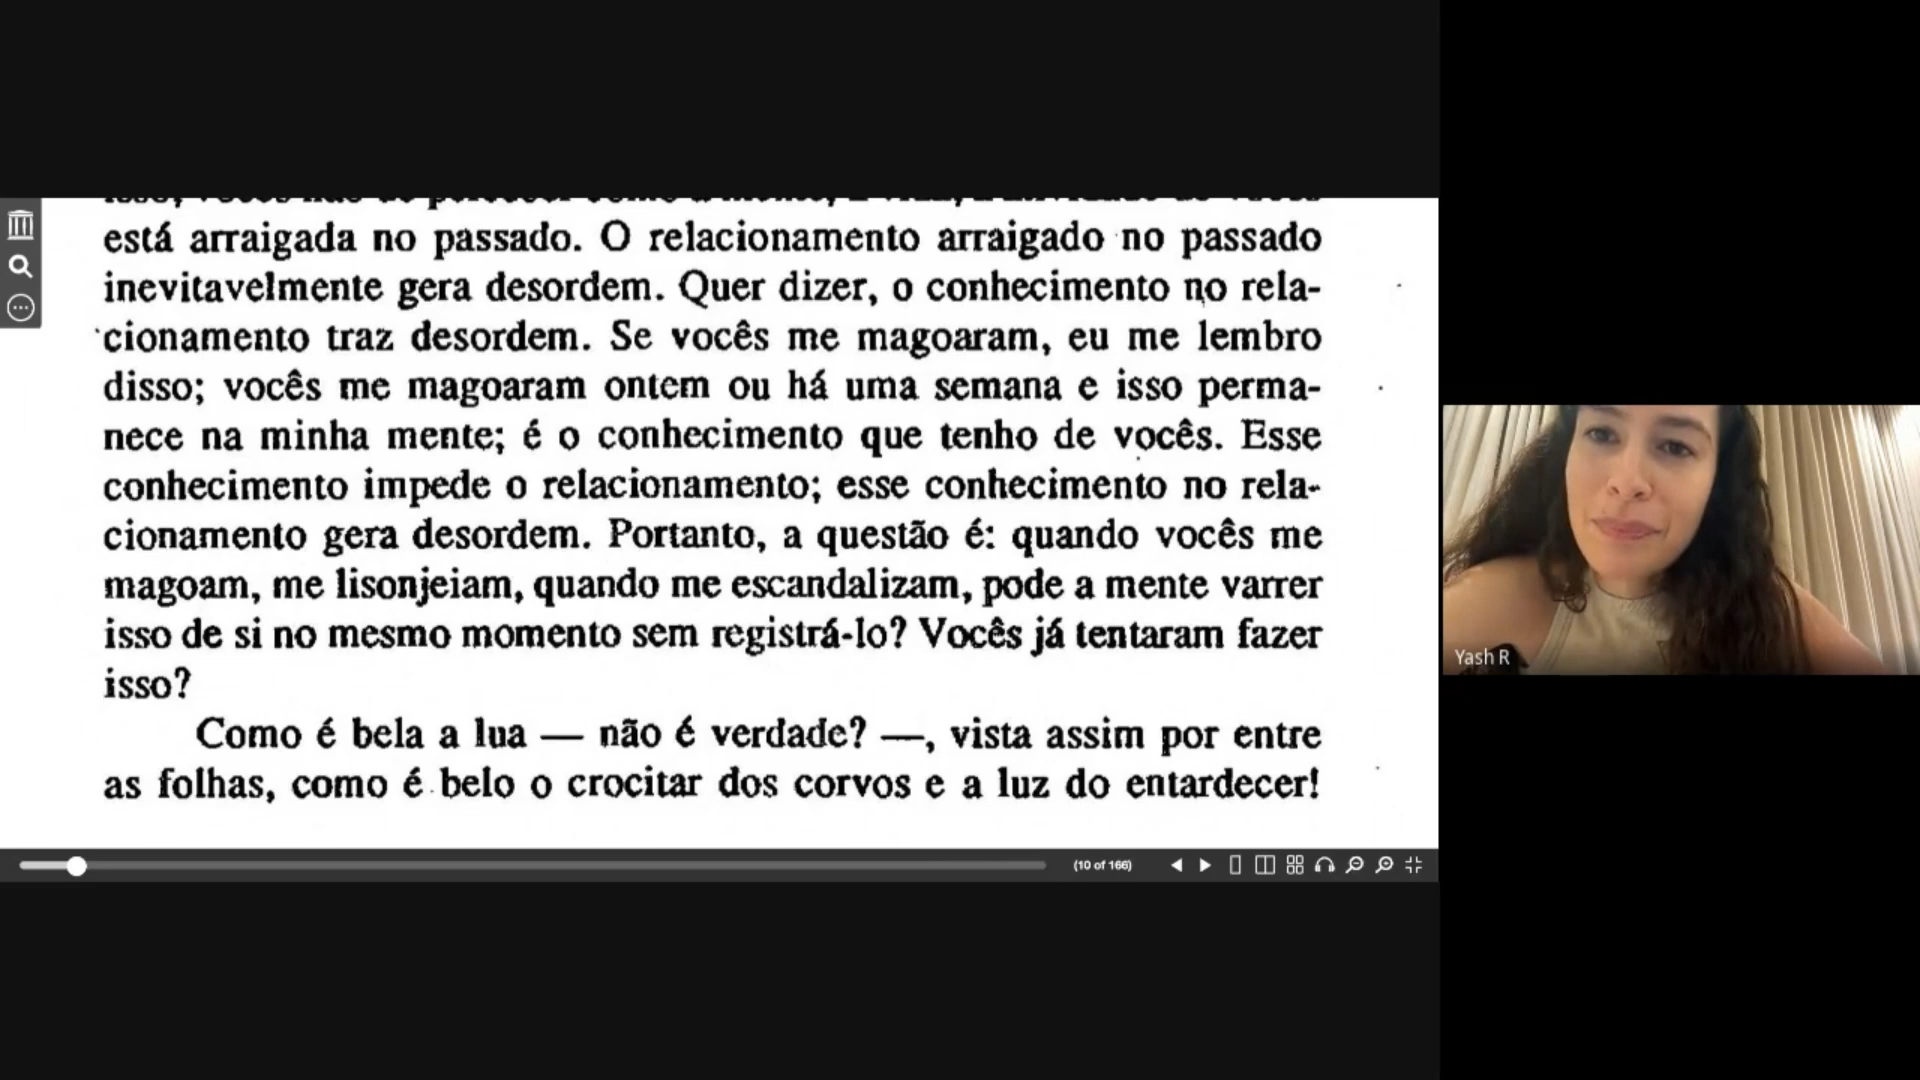 está arraigada no passado. O relacionamento arraigado no passado
inevitavelmente gera desordem. Quer dizer, o conhecimento no rela-
cionamento traz desordem. Se vocês me magoaram, eu me lembro
disso; vocês me magoaram ontem ou há uma semana e isso perma-
nece na minha mente; é o conhecimento que tenho de vocês. Esse
conhecimento impede o relacionamento; esse conhecimento no rela-
cionamento gera desordem. Portanto, a questão é: quando vocês me
magoam, me lisonjeiam, quando me escandalizam, pode a mente varrer
isso de si no mesmo momento sem registrá-lo? Vocês já tentaram fazer
isso?
Como é bela a lua — não é verdade? —, vista assim por entre
as folhas, como é belo o crocitar dos corvos e a luz do entardecer!
(10 of 166)
Yash R